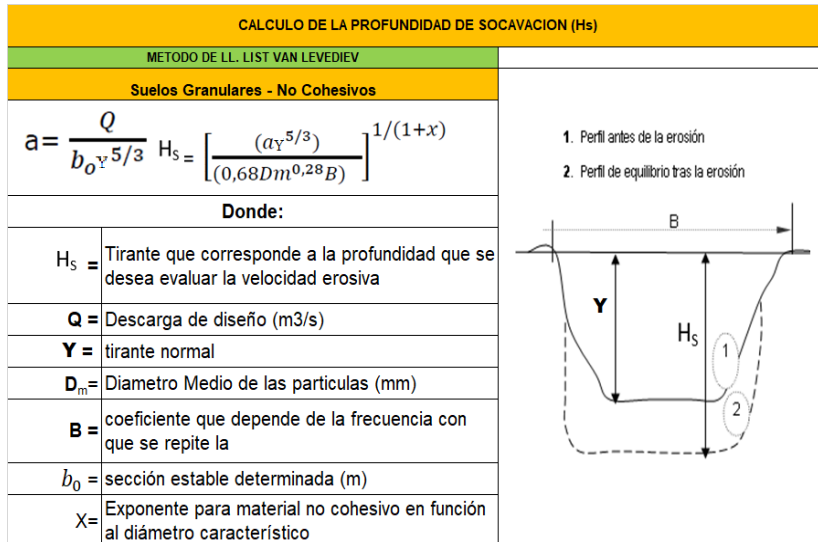 CALCULO DE LA PROFUNDIDAD DE SOCAVACION (Hs)
METODO DE LL. LIST VAN LEVEDIEV
Suelos Granulares - No Cohesivos
a= Q / b₀Y^5/3 H_S = [(aY^5/3) / (0,68Dm^0,28B)]^1/(1+x)
Donde:
H_S = Tirante que corresponde a la profundidad que se
desea evaluar la velocidad erosiva
Q = Descarga de diseño (m3/s)
Y = tirante normal
D_m= Diametro Medio de las particulas (mm)
B = coeficiente que depende de la frecuencia con
que se repite la
b₀ = sección estable determinada (m)
X= Exponente para material no cohesivo en función
al diámetro característico
1. Perfil antes de la erosión
2. Perfil de equilibrio tras la erosión
B
Y
H_S
1
2